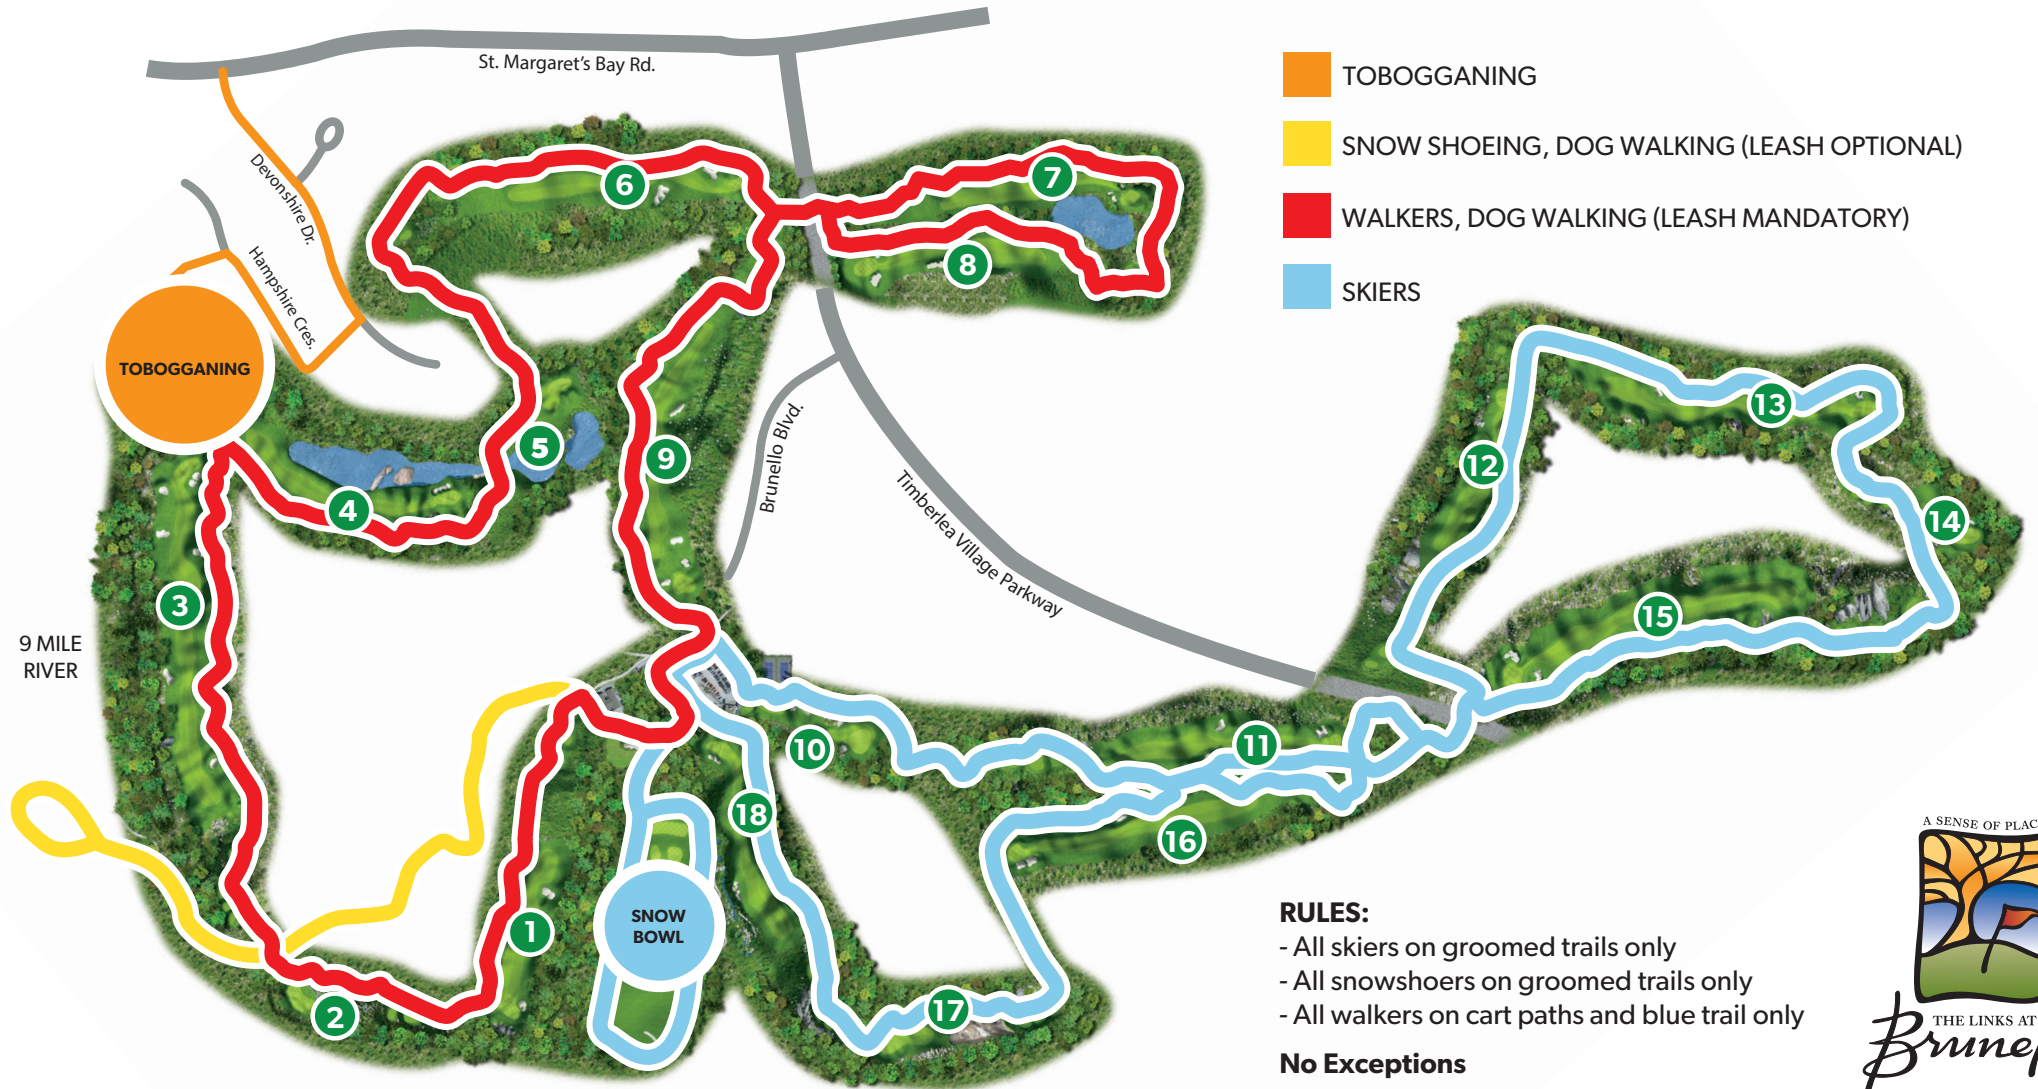 St. Margaret's Bay Rd.
Devonshire Dr.
Hampshire Cres.
TOBOGGANING
6
7
8
5
9
4
3
9 MILE
RIVER
Brunello Blvd.
Timberlea Village Parkway
TOBOGGANING
SNOW SHOEING, DOG WALKING (LEASH OPTIONAL)
WALKERS, DOG WALKING (LEASH MANDATORY)
SKIERS
13
12
14
15
10
11
18
16
1
SNOW
BOWL
2
17
RULES:
- All skiers on groomed trails only
- All snowshoers on groomed trails only
- All walkers on cart paths and blue trail only
No Exceptions
A SENSE OF PLAC
THE LINKS AT